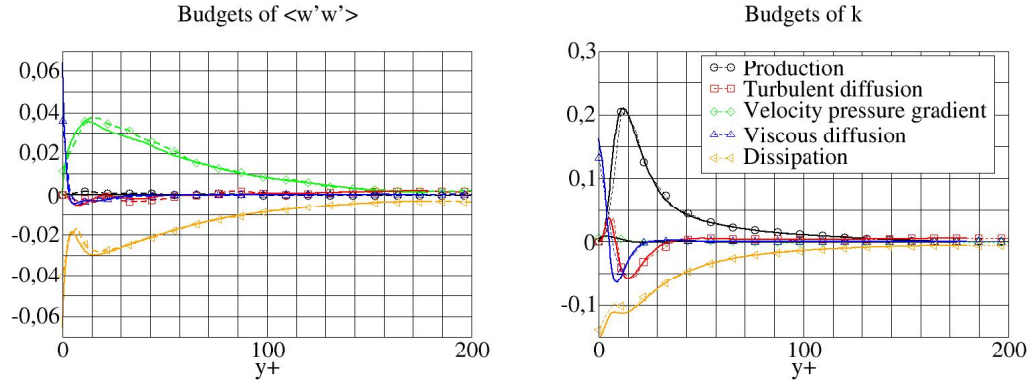 Budgets of <w'w'>
0,06
0.04
0.02
0
-0.02
-0.04
-0,06
0
100
200
y+
Budgets of k
0,3
0,2
0,1
0
-0,1
0
100
200
y+
Production
Turbulent diffusion
Velocity pressure gradient
Viscous diffusion
Dissipation